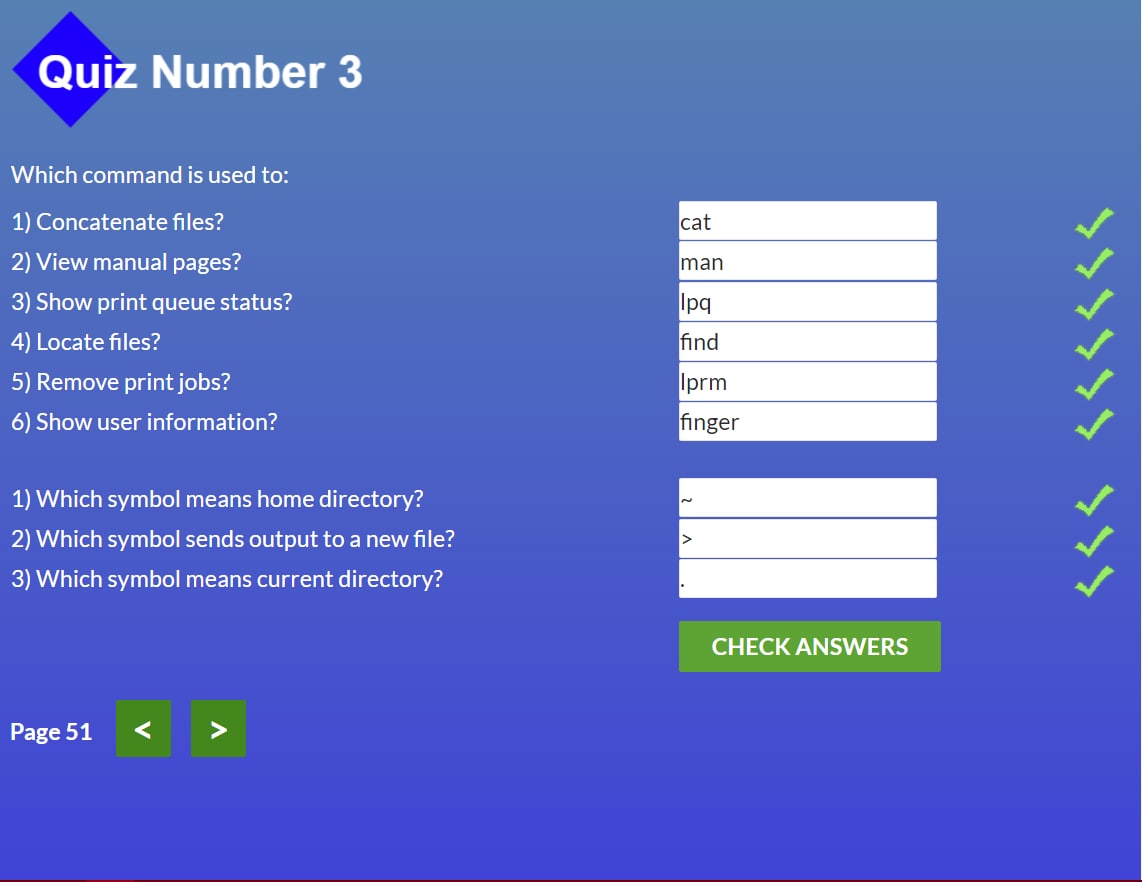 Quiz Number 3
Which command is used to:
1) Concatenate files? cat
2) View manual pages? man
3) Show print queue status? lpq
4) Locate files? find
5) Remove print jobs? lprm
6) Show user information? finger
1) Which symbol means home directory? ~
2) Which symbol sends output to a new file? >
3) Which symbol means current directory? .
CHECK ANSWERS
Page 51 < >